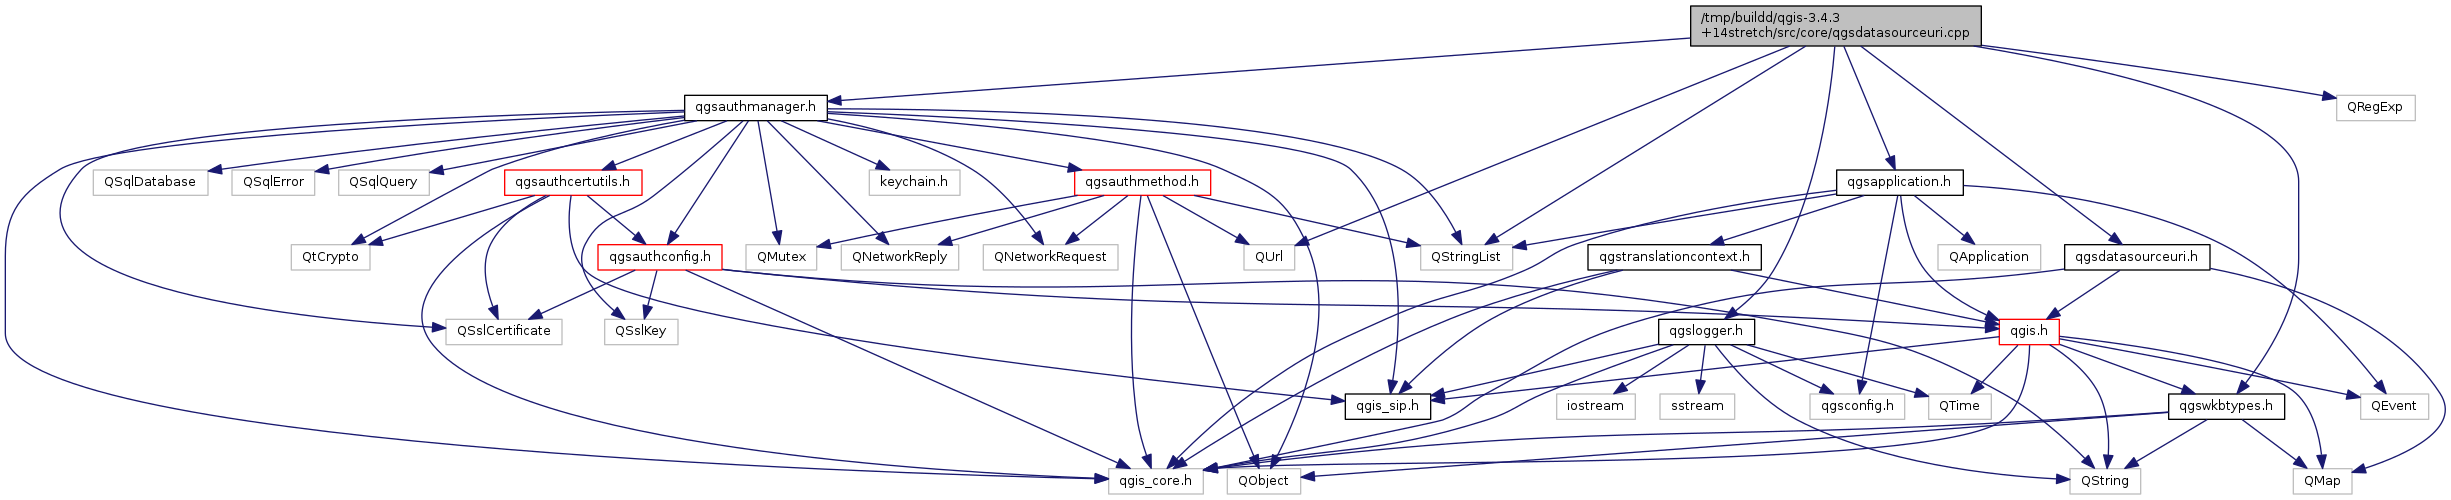 /tmp/buildd/qgis-3.4.3
+14stretch/src/core/qgsdatasourceuri.cpp
qgsauthmanager.h
QRegExp
QSqlDatabase
QSqlError
QSqlQuery
qgsauthcertutils.h
keychain.h
qgsauthmethod.h
qgsapplication.h
QtCrypto
qgsauthconfig.h
QMutex
QNetworkReply
QNetworkRequest
QUrl
QStringList
qgstranslationcontext.h
QApplication
qgsdatasourceuri.h
QSslCertificate
QSslKey
qgslogger.h
qgis.h
qgis_sip.h
iostream
sstream
qgsconfig.h
QTime
qgswkbtypes.h
QEvent
qgis_core.h
QObject
QString
QMap